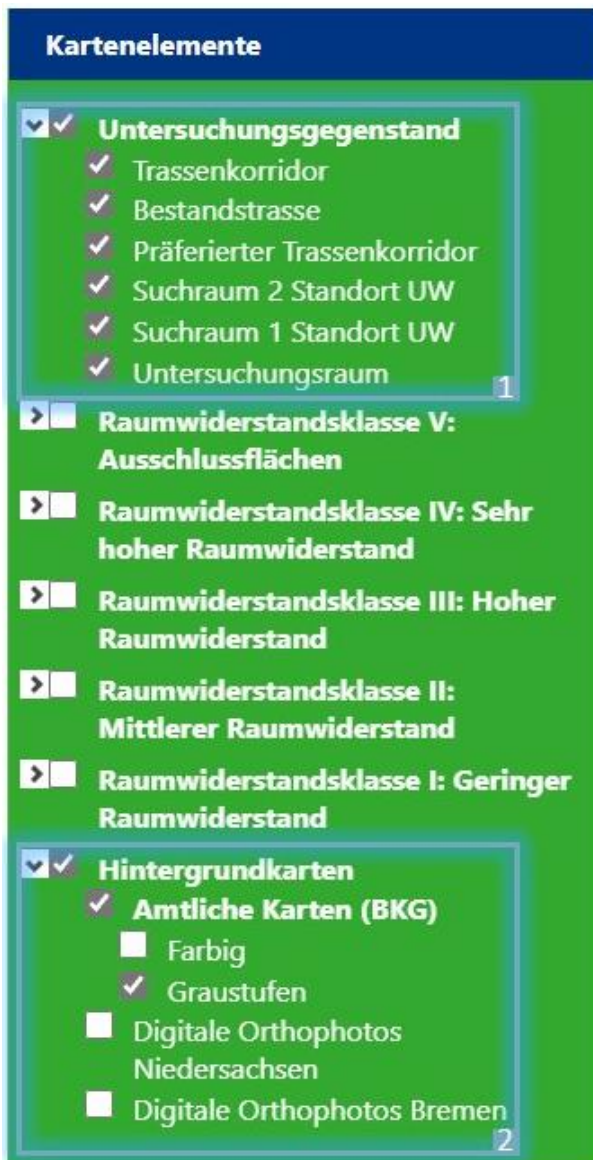 Kartenelemente
Untersuchungsgegenstand
Trassenkorridor
Bestandstrasse
Präferierter Trassenkorridor
Suchraum 2 Standort UW
Suchraum 1 Standort UW
Untersuchungsraum
1
Raumwiderstandsklasse V:
Ausschlussflächen
Raumwiderstandsklasse IV: Sehr
hoher Raumwiderstand
Raumwiderstandsklasse III: Hoher
Raumwiderstand
Raumwiderstandsklasse II:
Mittlerer Raumwiderstand
Raumwiderstandsklasse I: Geringer
Raumwiderstand
Hintergrundkarten
Amtliche Karten (BKG)
Farbig
Graustufen
Digitale Orthophotos
Niedersachsen
Digitale Orthophotos Bremen
2